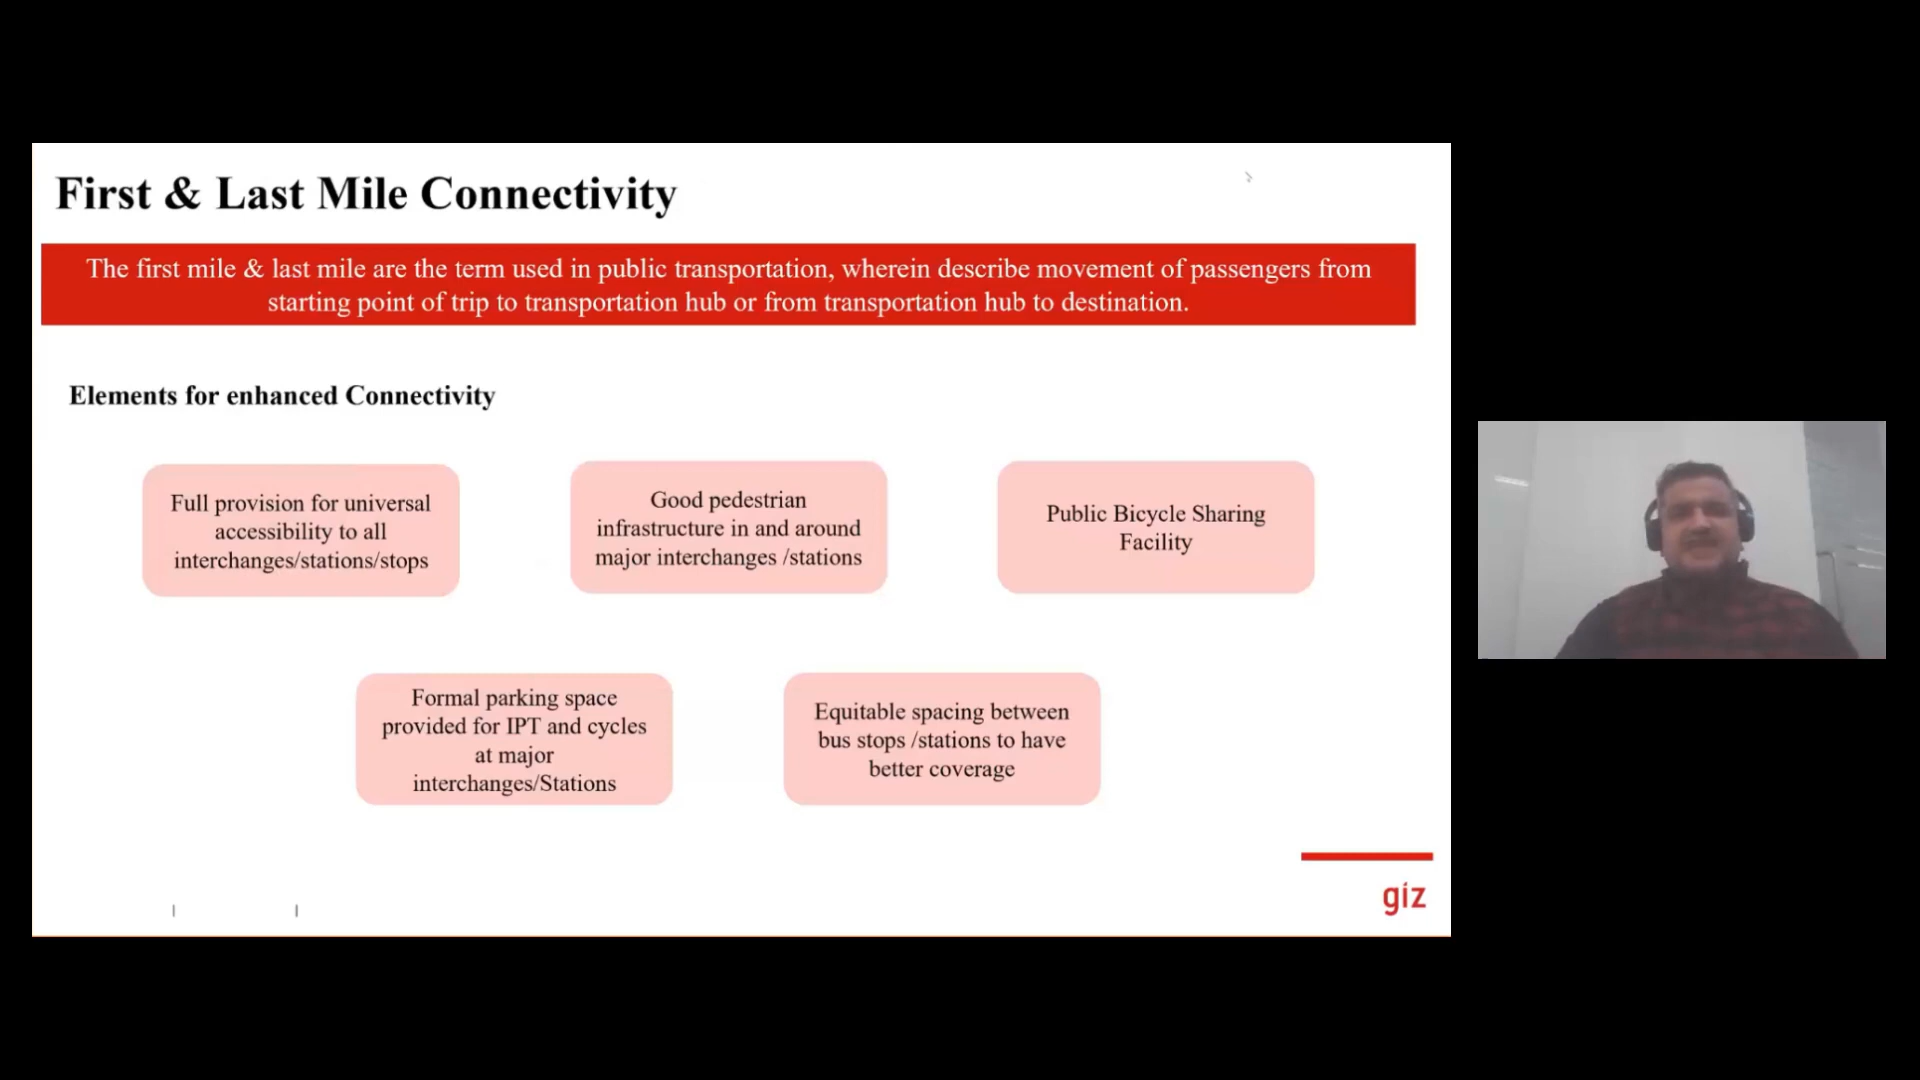 First & Last Mile Connectivity
The first mile & last mile are the term used in public transportation, wherein describe movement of passengers from
starting point of trip to transportation hub or from transportation hub to destination.
Elements for enhanced Connectivity
Full provision for universal
accessibility to all
interchanges/stations/stops
Good pedestrian
infrastructure in and around
major interchanges /stations
Public Bicycle Sharing
Facility
Formal parking space
provided for IPT and cycles
at major
interchanges/Stations
Equitable spacing between
bus stops /stations to have
better coverage
giz